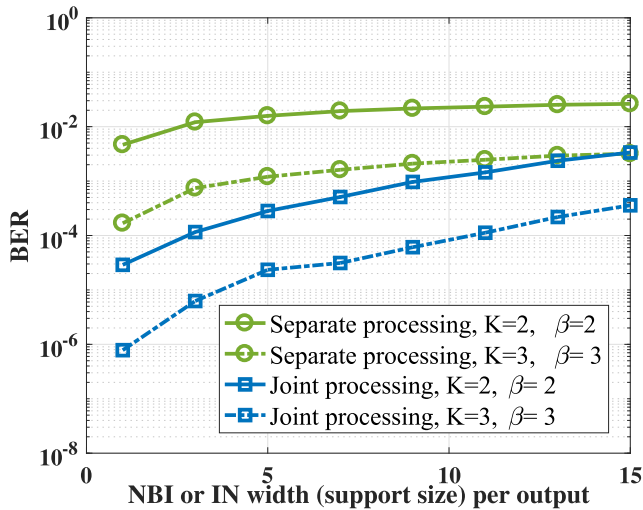 10^0
10^-2
10^-4
10^-6
10^-8
BER
Separate processing, K=2, β=2
Separate processing, K=3, β= 3
Joint processing, K=2, β= 2
Joint processing, K=3, β= 3
0 5 10 15
NBI or IN width (support size) per output